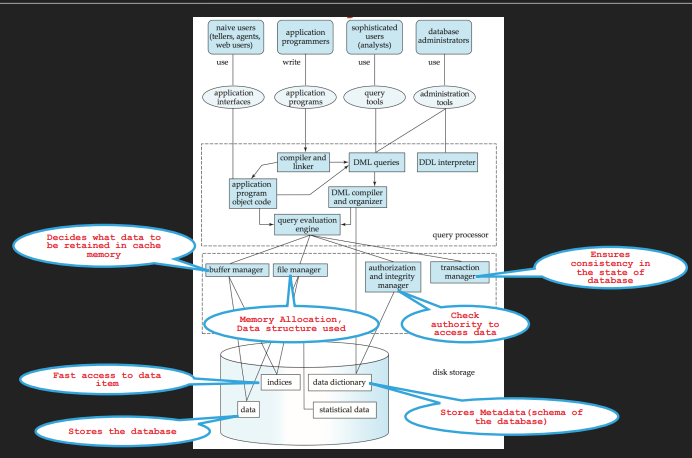 naive users
(tellers, agents,
web users)
application
programmers
sophisticated
users
(analysts)
database
administrators
use
write
use
use
application
interfaces
application
programs
query
tools
administration
tools
compiler and
linker
DML queries
DDL interpreter
application
program
object code
DML compiler
and organizer
query evaluation
engine
query processor
Decides what data to
be retained in cache
memory
buffer manager
file manager
authorization
and integrity
manager
transaction
manager
Ensures
consistency in
the state of
database
Memory Allocation,
Data structure used
Check
authority to
access data
disk storage
Fast access to data
item
indices
data dictionary
data
statistical data
Stores the database
Stores Metadata(schema of
the database)